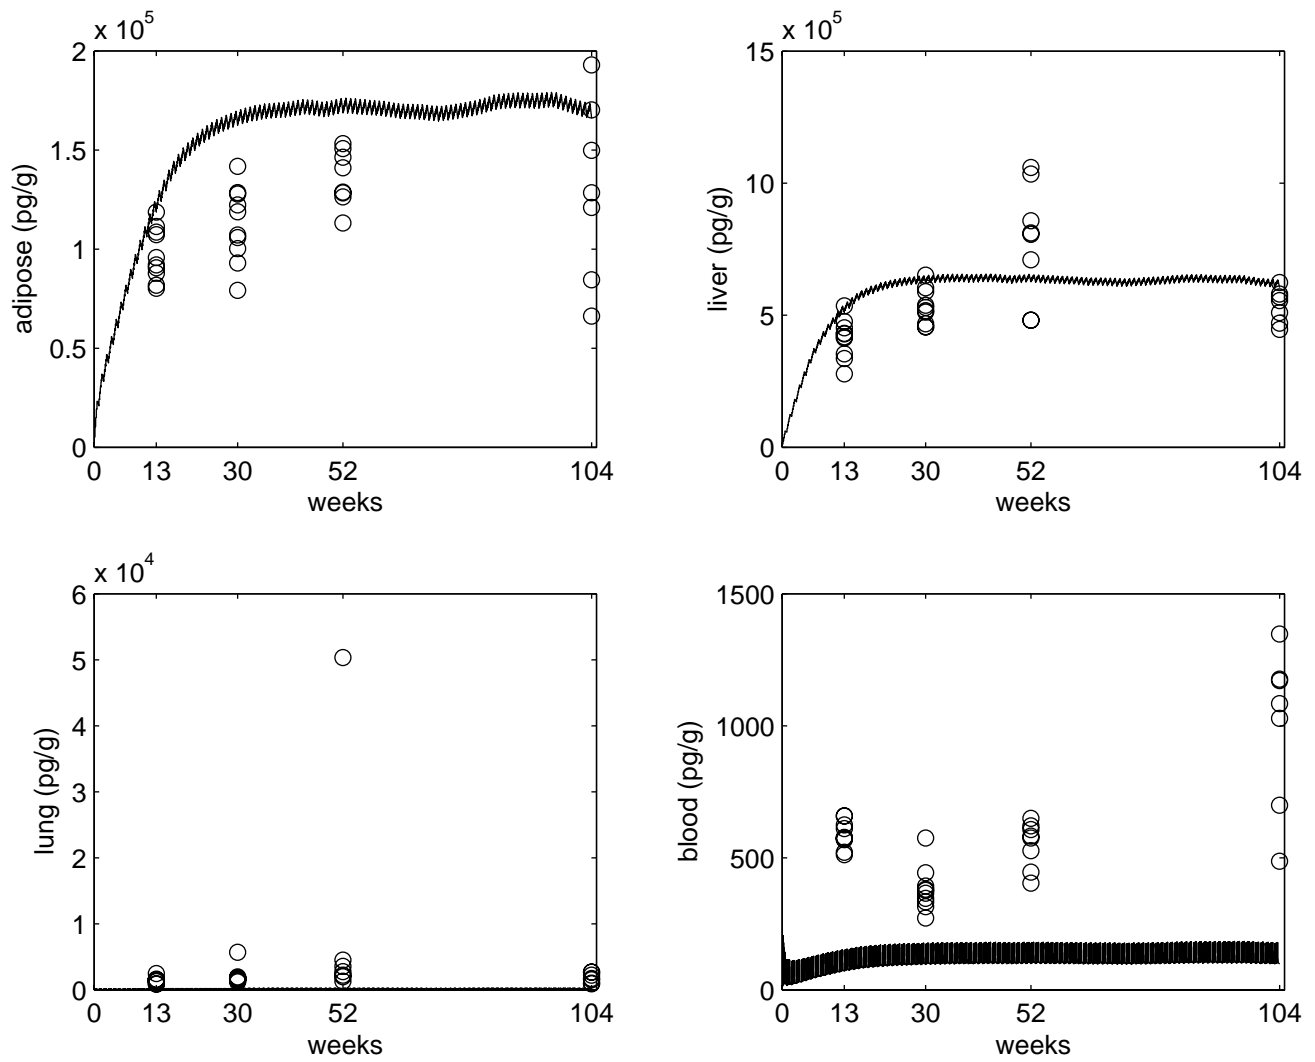 x 10^5
2
1.5
1
0.5
0
adipose (pg/g)
0 13 30 52 104
weeks
x 10^5
15
10
5
0
liver (pg/g)
0 13 30 52 104
weeks
x 10^4
6
5
4
3
2
1
0
lung (pg/g)
0 13 30 52 104
weeks
1500
1000
500
0
blood (pg/g)
0 13 30 52 104
weeks